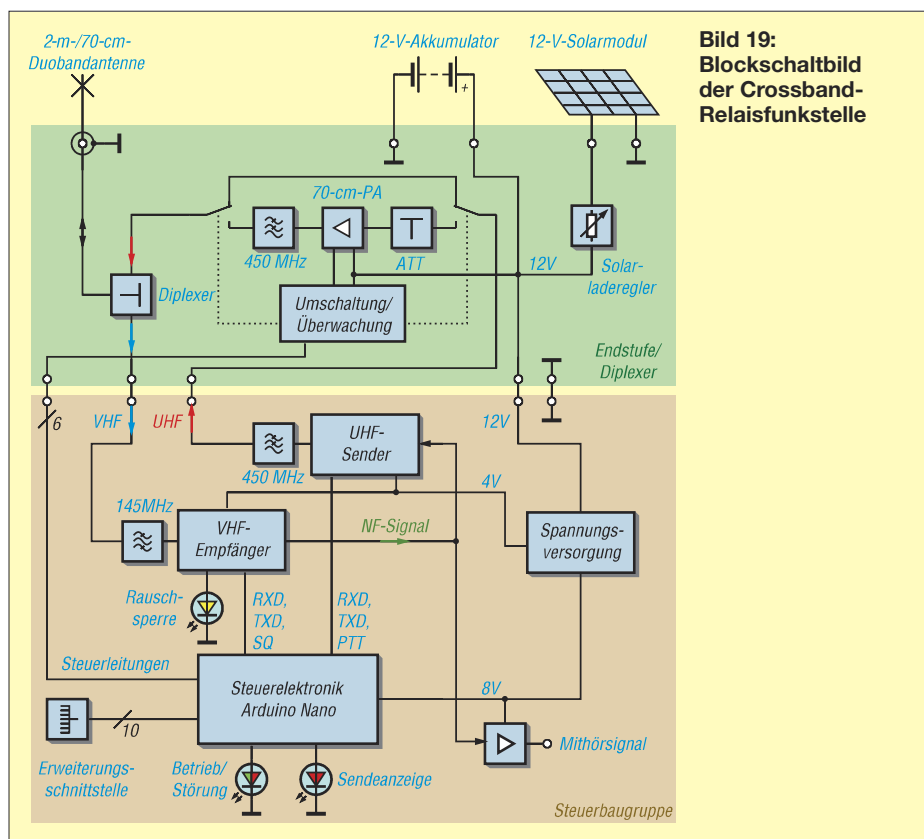 2-m-/70-cm-
Duobandantenne
12-V-Akkumulator
12-V-Solarmodul
Bild 19:
Blockschaltbild
der Crossband-
Relaisfunkstelle
+
70-cm-PA
450 MHz
ATT
12V
Solar-
laderegler
Diplexer
Umschaltung/
Überwachung
Endstufe/
Diplexer
6
VHF
UHF
12V
UHF-
Sender
450 MHz
4V
145MHz
VHF-
Empfänger
NF-Signal
Spannungs-
versorgung
Rausch-
sperre
RXD,
TXD,
SQ
RXD,
TXD,
PTT
Steuerleitungen
Steuerelektronik
Arduino Nano
8V
10
Mithörsignal
Erweiterungs-
schnittstelle
Betrieb/
Störung
Sendeanzeige
Steuerbaugruppe